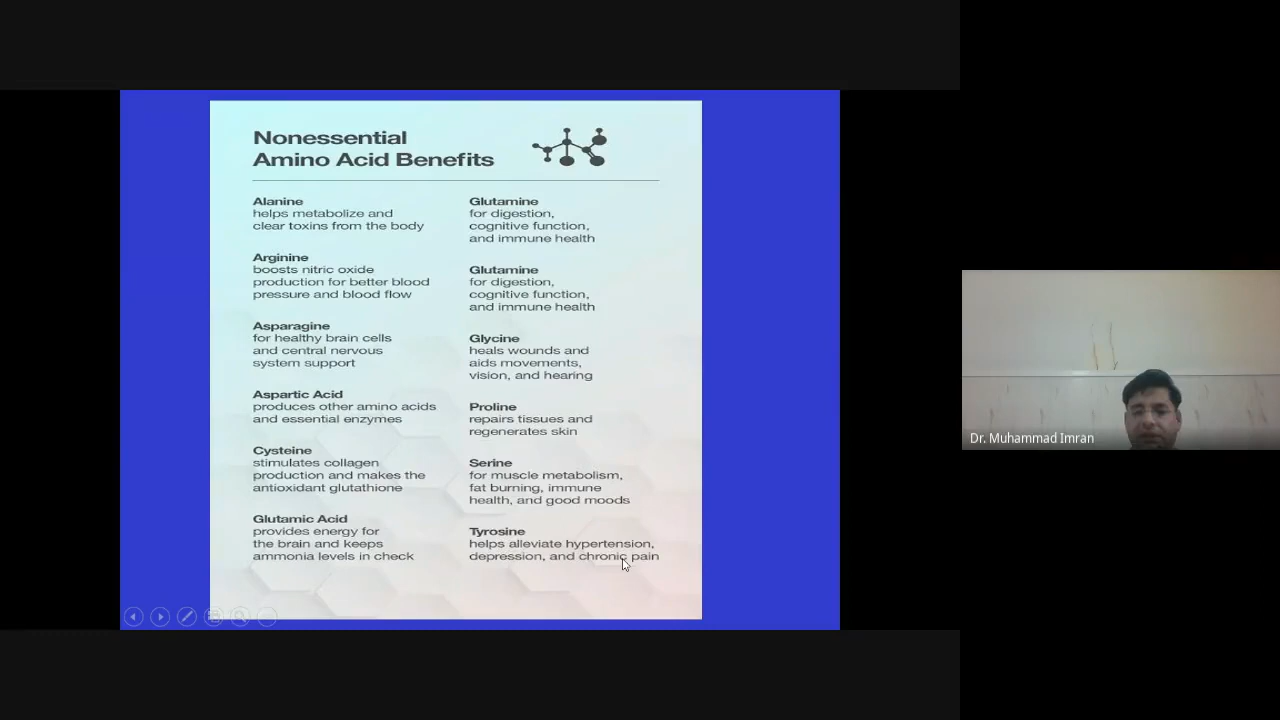 Nonessential
Amino Acid Benefits
Alanine
helps metabolize and
clear toxins from the body
Arginine
boosts nitric oxide
production for better blood
pressure and blood flow
Asparagine
for healthy brain cells
and central nervous
system support
Aspartic Acid
produces other amino acids
and essential enzymes
Cysteine
stimulates collagen
production and makes the
antioxidant glutathione
Glutamic Acid
provides energy for
the brain and keeps
ammonia levels in check
Glutamine
for digestion,
cognitive function,
and immune health
Glutamine
for digestion,
cognitive function,
and immune health
Glycine
heals wounds and
aids movements,
vision, and hearing
Proline
repairs tissues and
regenerates skin
Serine
for muscle metabolism,
fat burning, immune
health, and good moods
Tyrosine
helps alleviate hypertension,
depression, and chronic pain
Dr. Muhammad Imran